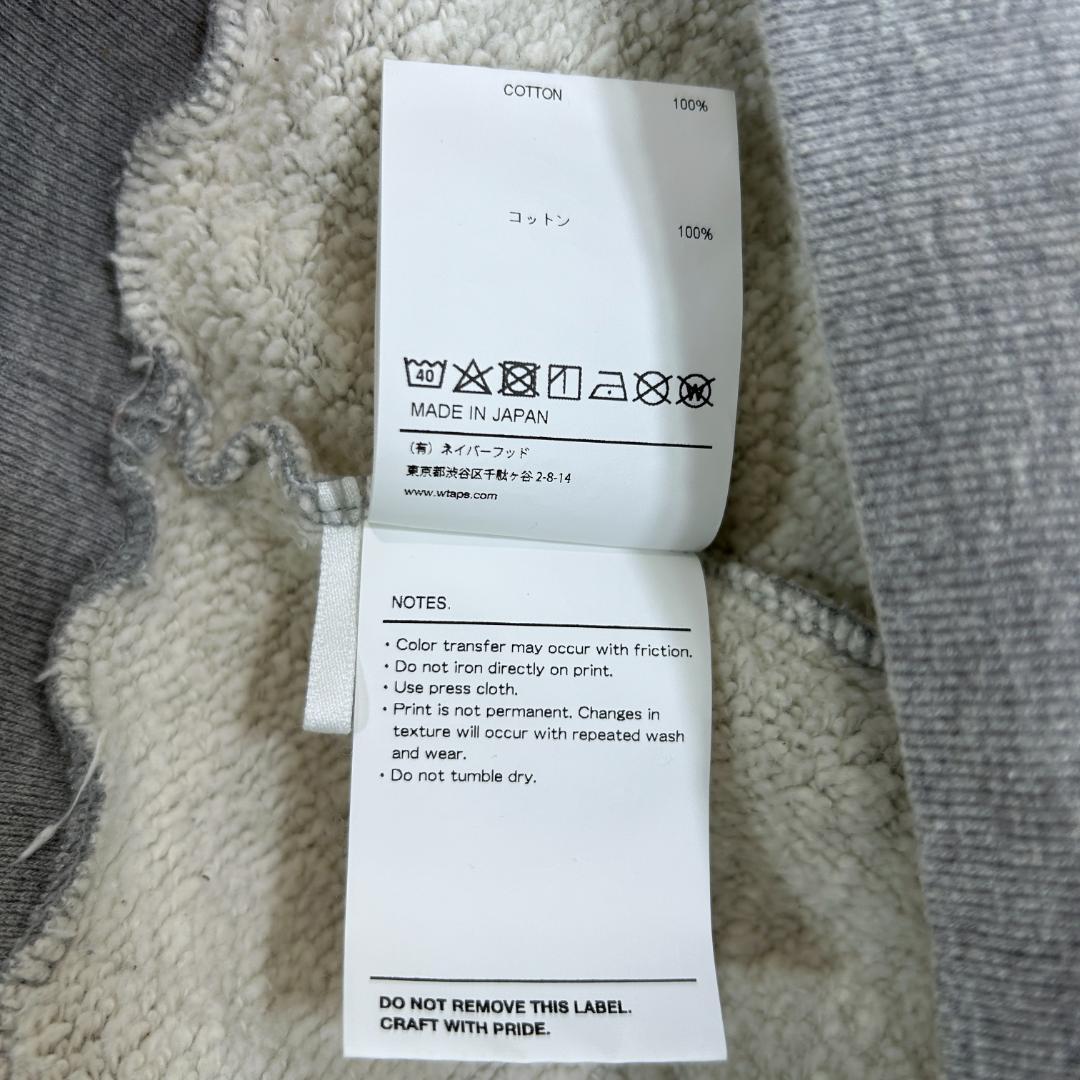 COTTON 100%
コットン 100%
40 W
MADE IN JAPAN
（有）ネイバーフッド
東京都渋谷区千駄ヶ谷 2-8-14
www.wtaps.com
NOTES.
・Color transfer may occur with friction.
・Do not iron directly on print.
・Use press cloth.
・Print is not permanent. Changes in
texture will occur with repeated wash
and wear.
・Do not tumble dry.
DO NOT REMOVE THIS LABEL.
CRAFT WITH PRIDE.